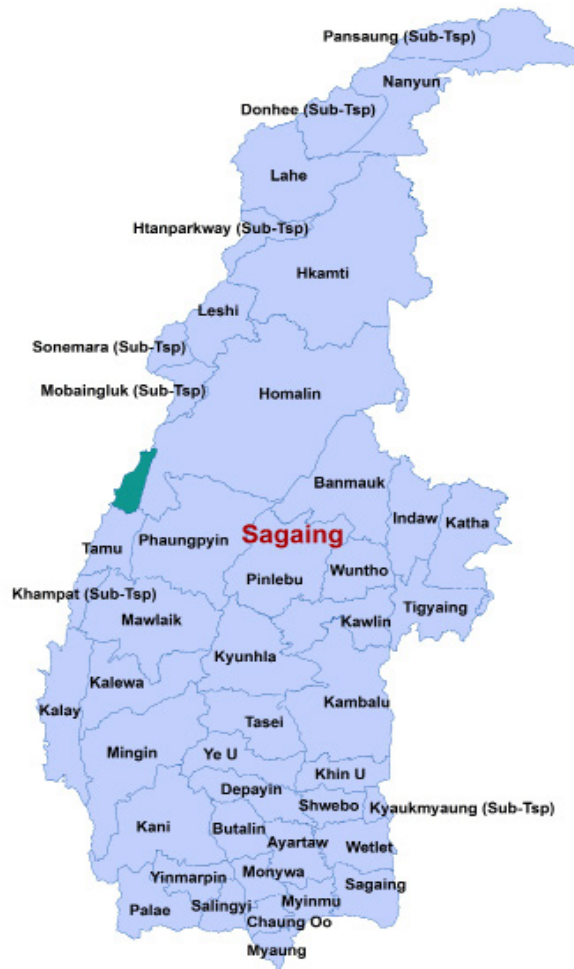 Pansaung (Sub-Tsp)
Nanyun
Donhee (Sub-Tsp)
Lahe
Htanparkway (Sub-Tsp)
Hkamti
Leshi
Sonemara (Sub-Tsp)
Mobaingluk (Sub-Tsp)
Homalin
Banmauk
Indaw
Katha
Sagaing
Phaungpyin
Tamu
Pinlebu
Wuntho
Khampat (Sub-Tsp)
Tigyaing
Mawlaik
Kawlin
Kyunhla
Kalewa
Kambalu
Kalay
Tasei
Mingin
Ye U
Khin U
Depayin
Shwebo
Kyaukmyaung (Sub-Tsp)
Kani
Butalin
Ayartaw
Wetlet
Monywa
Yinmarpin
Sagaing
Myinmu
Salingyi
Palae
Chaung Oo
Myaung